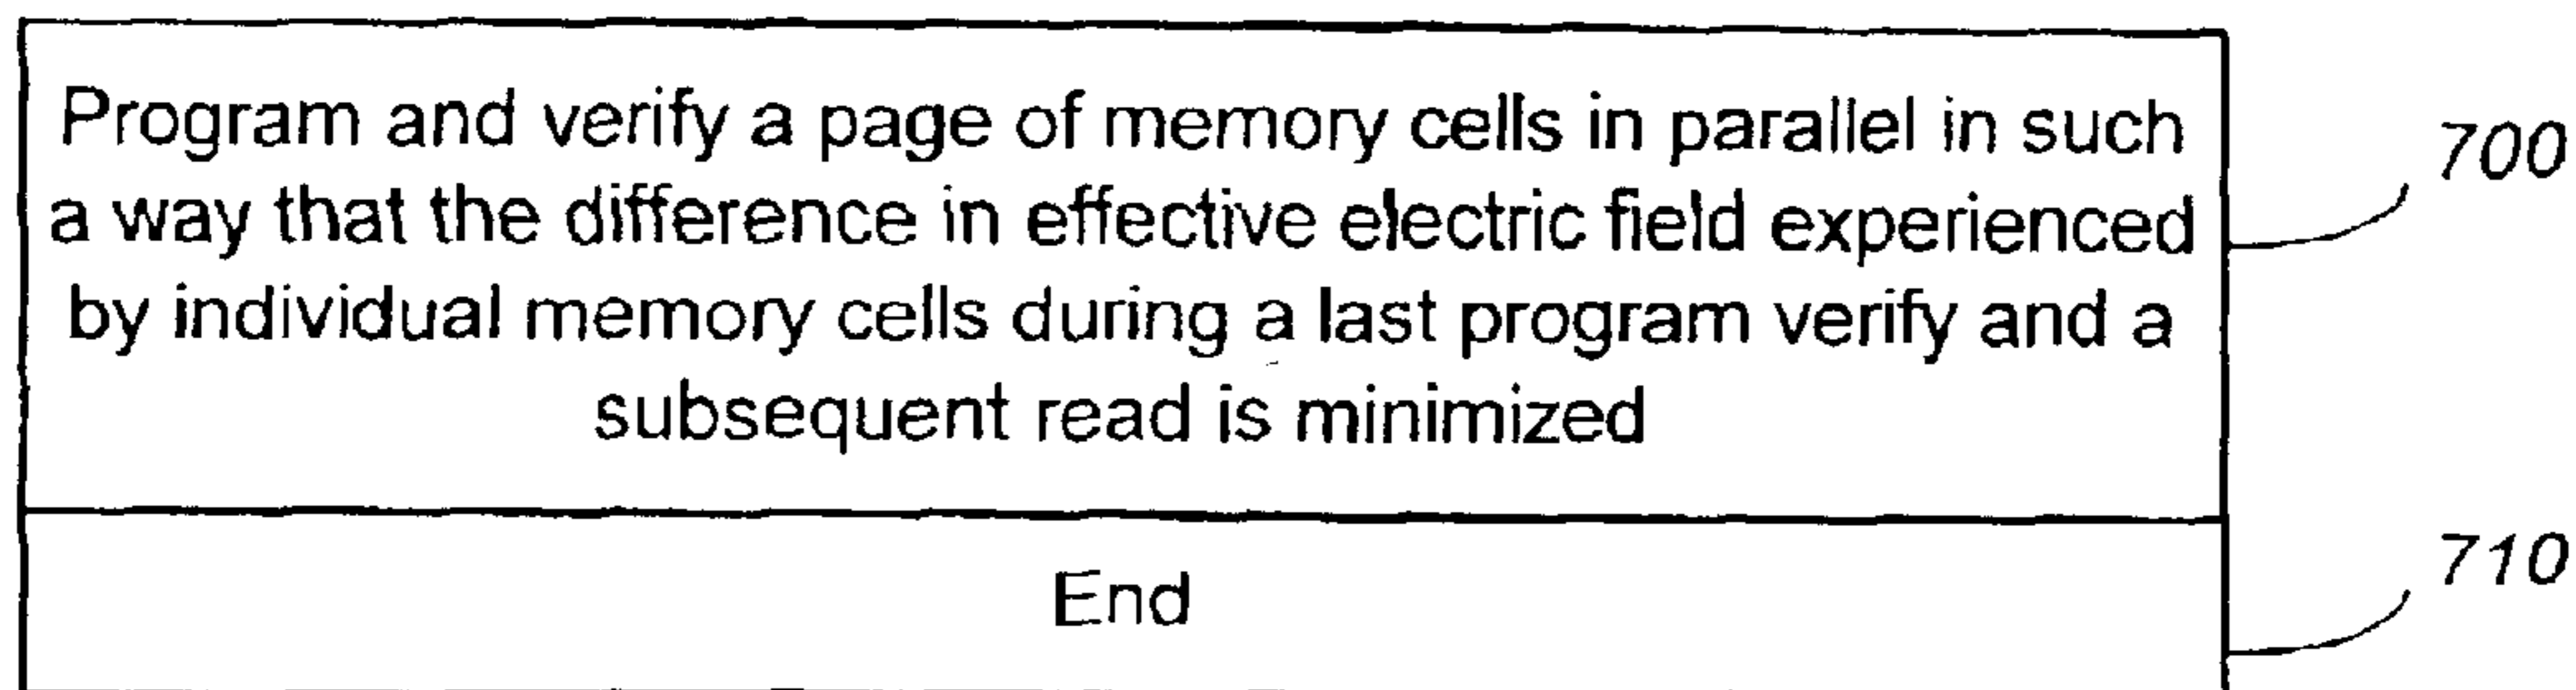 Program and verify a page of memory cells in parallel in such
a way that the difference in effective electric field experienced
by individual memory cells during a last program verify and a
subsequent read is minimized
700
End
710